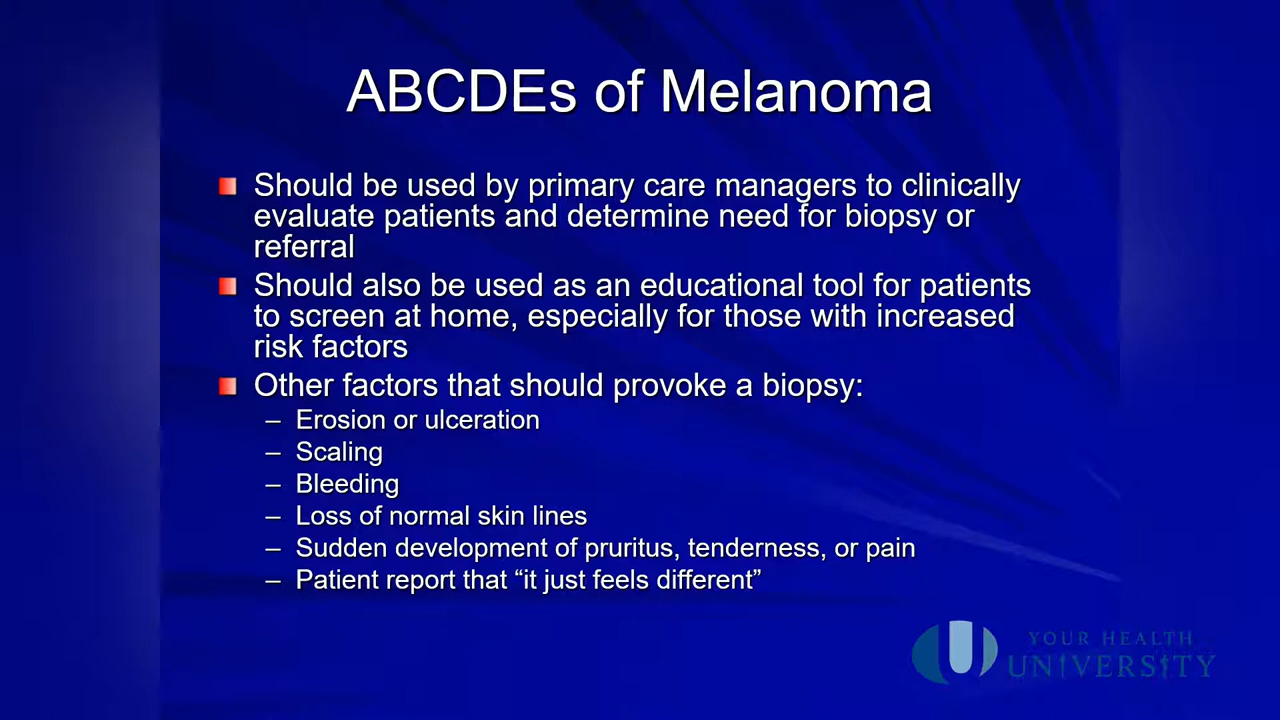 ABCDEs of Melanoma
Should be used by primary care managers to clinically
evaluate patients and determine need for biopsy or
referral
Should also be used as an educational tool for patients
to screen at home, especially for those with increased
risk factors
Other factors that should provoke a biopsy:
– Erosion or ulceration
– Scaling
– Bleeding
– Loss of normal skin lines
– Sudden development of pruritus, tenderness, or pain
– Patient report that “it just feels different”
YOUR HEALTH
UNIVERSITY